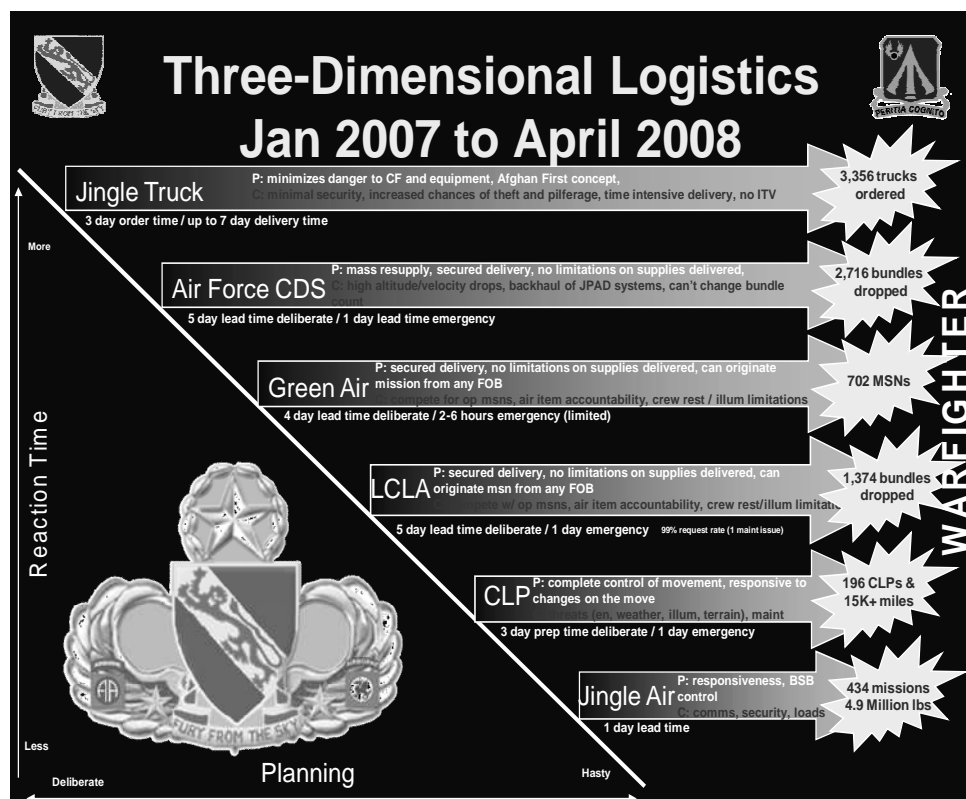 Three-Dimensional Logistics
Jan 2007 to April 2008
FURY FROM THE SKY
PERITIA COGNITO
Jingle Truck
P: minimizes danger to CF and equipment, Afghan First concept,
C: minimal security, increased chances of theft and pilferage, time intensive delivery, no ITV
3 day order time / up to 7 day delivery time
3,356 trucks
ordered
More
Air Force CDS
P: mass resupply, secured delivery, no limitations on supplies delivered,
C: high altitude/velocity drops, backhaul of JPAD systems, can't change bundle
count
5 day lead time deliberate / 1 day lead time emergency
2,716 bundles
dropped
Green Air
P: secured delivery, no limitations on supplies delivered, can originate
mission from any FOB
C: compete for op msns, air item accountability, crew rest / illum limitations
4 day lead time deliberate / 2-6 hours emergency (limited)
702 MSNs
LCLA
P: secured delivery, no limitations on supplies delivered, can
originate msn from any FOB
C: compete w/ op msns, air item accountability, crew rest/illum limitatio
5 day lead time deliberate / 1 day emergency
99% request rate (1 maint issue)
1,374 bundles
dropped
CLP
P: complete control of movement, responsive to
changes on the move
(en, weather, illum, terrain), maint
3 day prep time deliberate / 1 day emergency
196 CLPs &
15K+ miles
Jingle Air
P: responsiveness, BSB
control
C: comms, security, loads
1 day lead time
434 missions
4.9 Million lbs
WARFIGHTER
Reaction Time
AA
FURY FROM THE SKY
Less
Deliberate
Planning
Hasty